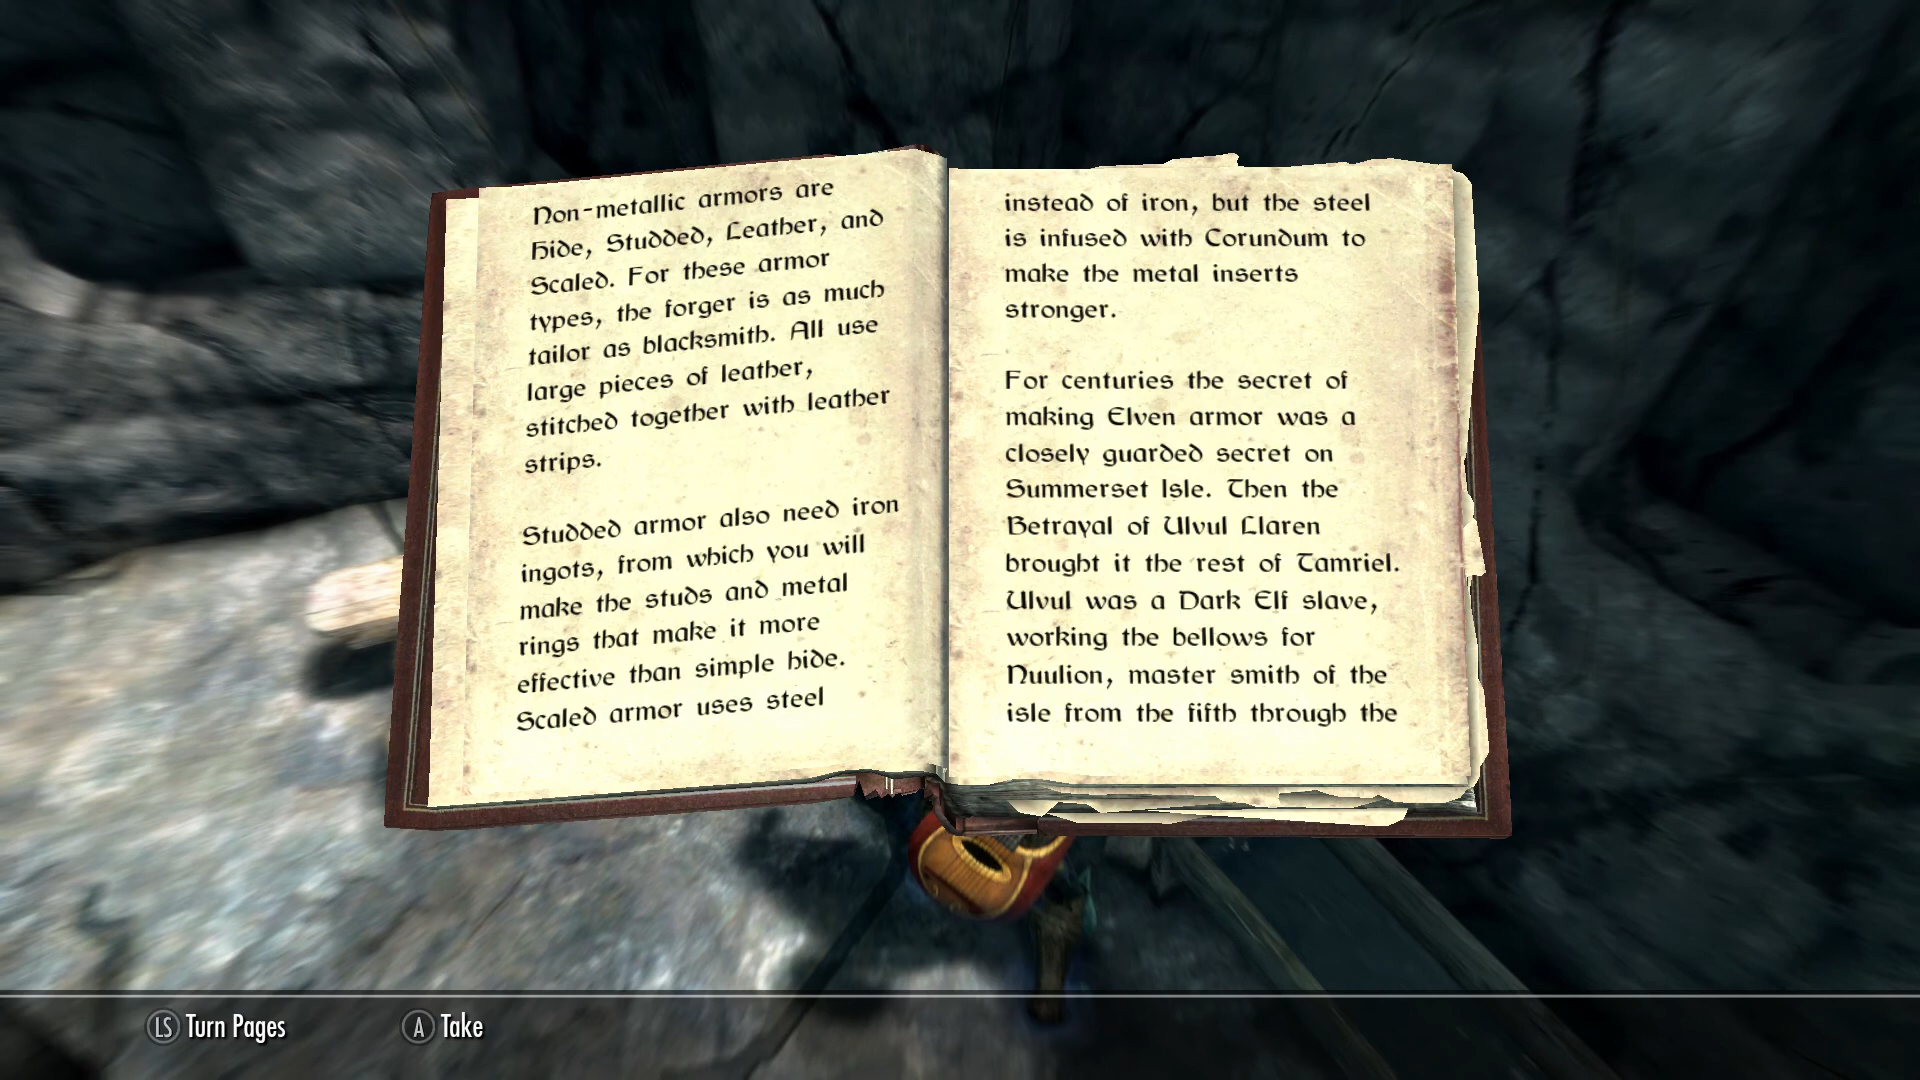 Non-metallic armors are
Hide, Studded, Leather, and
Scaled. For these armor
types, the forger is as much
tailor as blacksmith. All use
large pieces of leather,
stitched together with leather
strips.
Studded armor also need iron
ingots, from which you will
make the studs and metal
rings that make it more
effective than simple hide.
Scaled armor uses steel
instead of iron, but the steel
is infused with Corundum to
make the metal inserts
stronger.
For centuries the secret of
making Elven armor was a
closely guarded secret on
Summerset Isle. Then the
Betrayal of Ulvul Llaren
brought it the rest of Tamriel.
Ulvul was a Dark Elf slave,
working the bellows for
Nuulion, master smith of the
isle from the fifth through the
LS Turn Pages
A Take